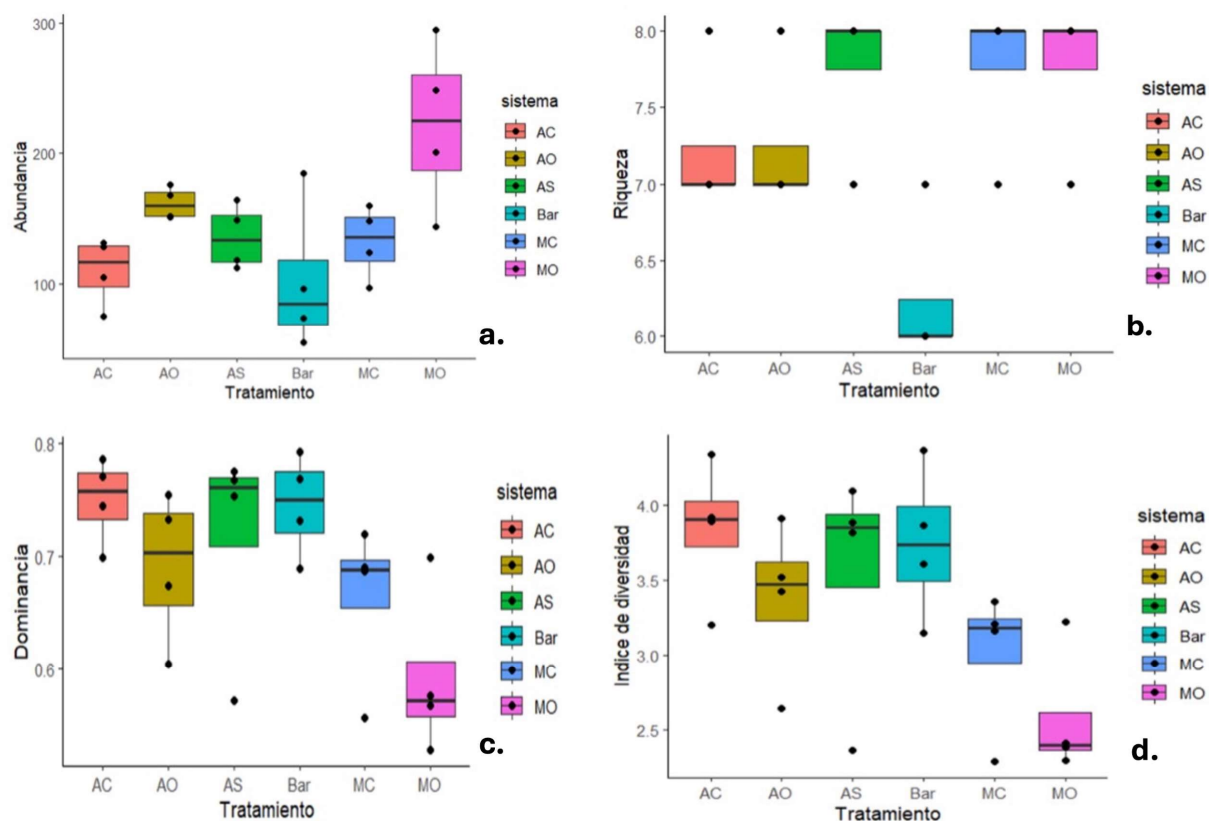 300
200
100
Abundancia
AC AO AS Bar MC MO
Tratamiento
sistema
AC
AO
AS
Bar
MC
MO
a.
8.0
7.5
7.0
6.5
6.0
Riqueza
AC AO AS Bar MC MO
Tratamiento
sistema
AC
AO
AS
Bar
MC
MO
b.
0.8
0.7
0.6
Dominancia
AC AO AS Bar MC MO
Tratamiento
sistema
AC
AO
AS
Bar
MC
MO
c.
4.0
3.5
3.0
2.5
Indice de diversidad
AC AO AS Bar MC MO
Tratamiento
sistema
AC
AO
AS
Bar
MC
MO
d.